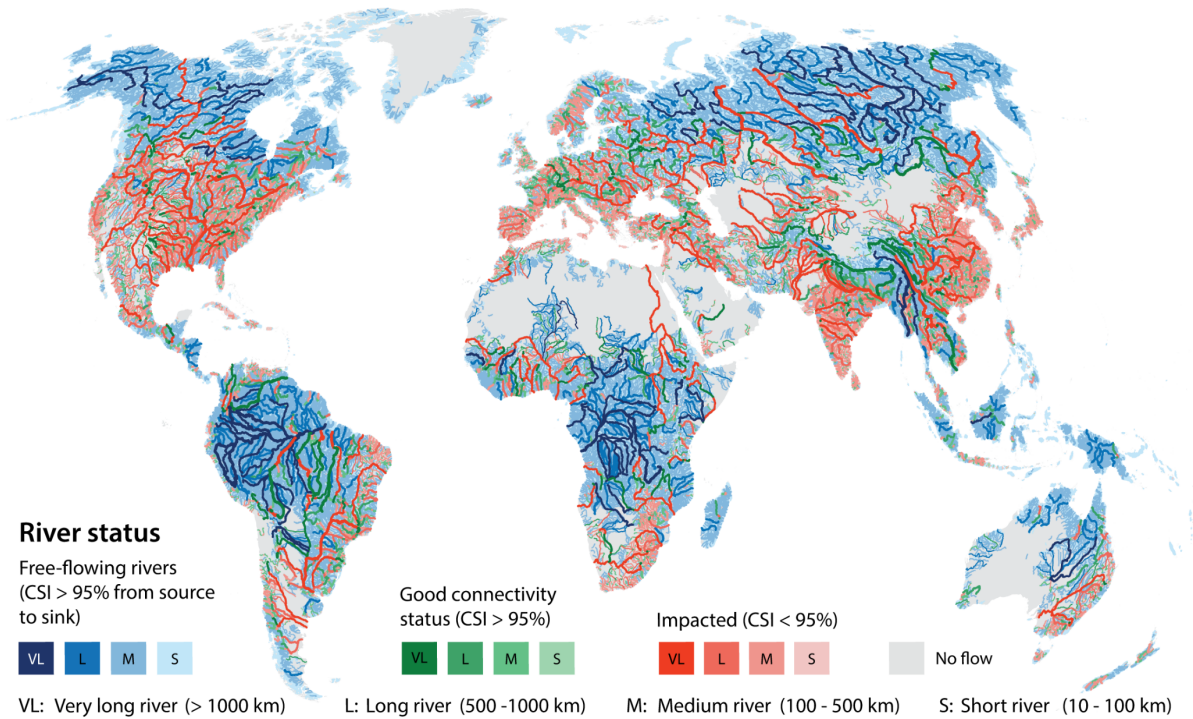 River status
Free-flowing rivers
(CSI > 95% from source
to sink)
VL L M S
Good connectivity
status (CSI > 95%)
VL L M S
Impacted (CSI < 95%)
VL L M S
No flow
VL: Very long river (> 1000 km) L: Long river (500 -1000 km) M: Medium river (100 - 500 km) S: Short river (10 - 100 km)